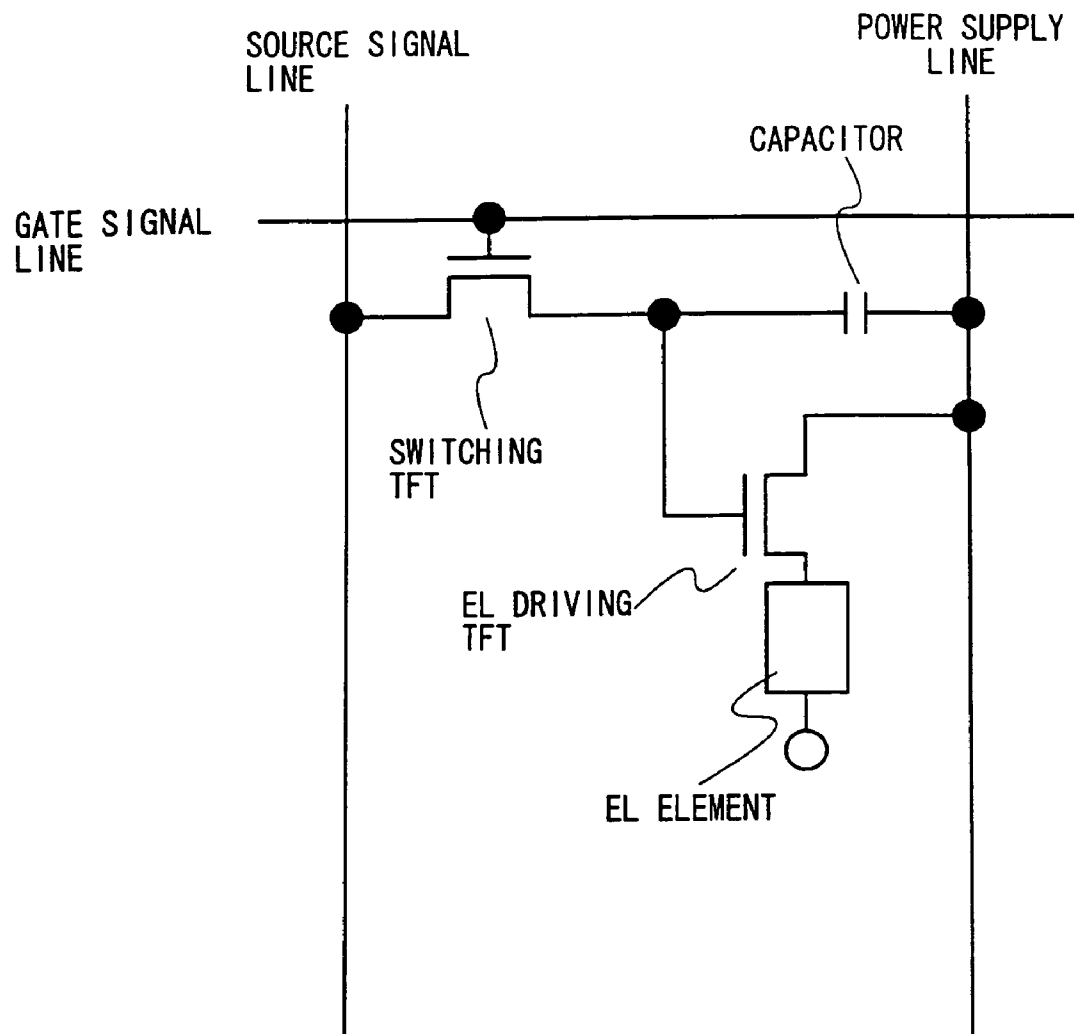 SOURCE SIGNAL
LINE
POWER SUPPLY
LINE
CAPACITOR
GATE SIGNAL
LINE
SWITCHING
TFT
EL DRIVING
TFT
EL ELEMENT